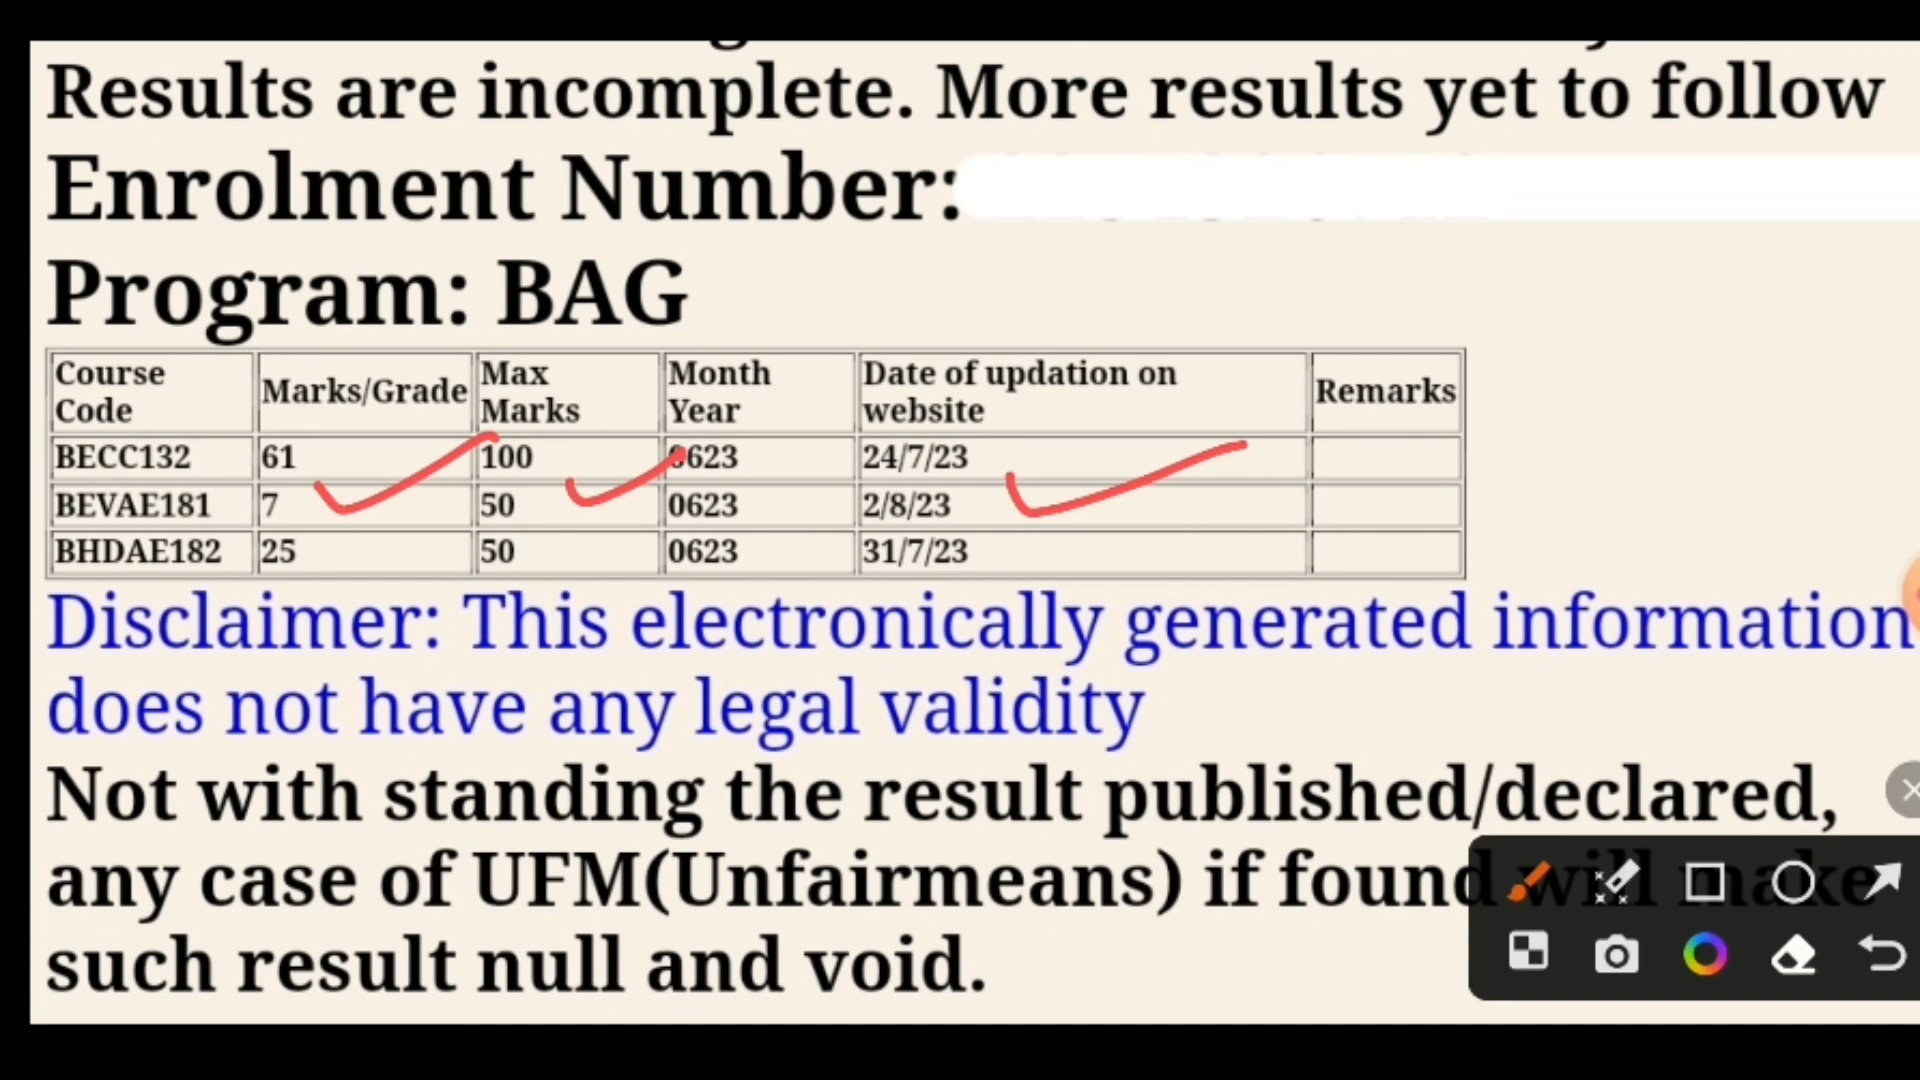 Results are incomplete. More results yet to follow
Enrolment Number:
Program: BAG
Course Code Marks/Grade Max Marks Month Year Date of updation on website Remarks
BECC132 61 100 0623 24/7/23
BEVAE181 7 50 0623 2/8/23
BHDAE182 25 50 0623 31/7/23
Disclaimer: This electronically generated information
does not have any legal validity
Not with standing the result published/declared,
any case of UFM(Unfairmeans) if found will make
such result null and void.